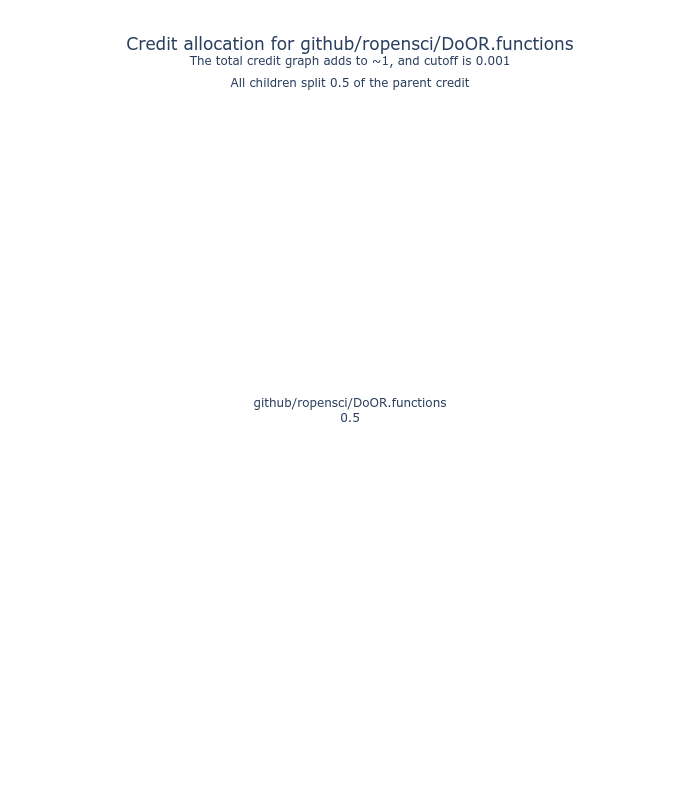 Credit allocation for github/ropensci/DoOR.functions
The total credit graph adds to ~1, and cutoff is 0.001
All children split 0.5 of the parent credit
github/ropensci/DoOR.functions
0.5